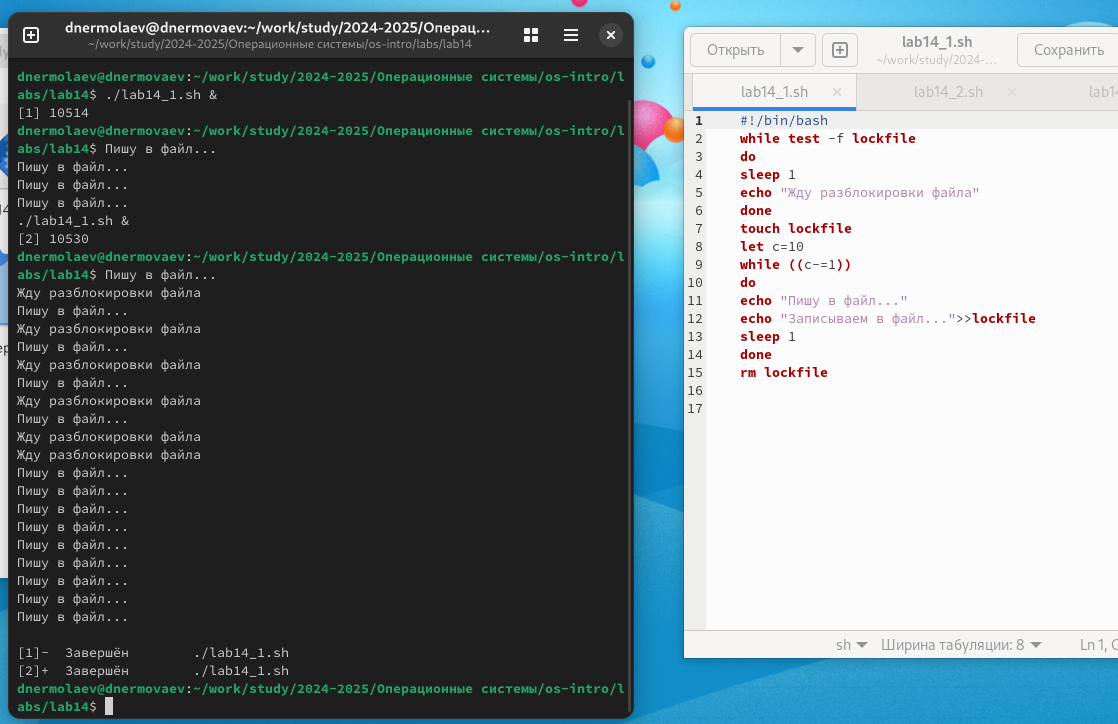 dnermolaev@dnermovaev:~/work/study/2024-2025/Операц...
~/work/study/2024-2025/Операционные системы/os-intro/labs/lab14
dnermolaev@dnermovaev:~/work/study/2024-2025/Операционные системы/os-intro/l
abs/lab14$ ./lab14_1.sh &
[1] 10514
dnermolaev@dnermovaev:~/work/study/2024-2025/Операционные системы/os-intro/l
abs/lab14$ Пишу в файл...
Пишу в файл...
Пишу в файл...
Пишу в файл...
./lab14_1.sh &
[2] 10530
dnermolaev@dnermovaev:~/work/study/2024-2025/Операционные системы/os-intro/l
abs/lab14$ Пишу в файл...
Жду разблокировки файла
Пишу в файл...
Жду разблокировки файла
Пишу в файл...
Жду разблокировки файла
Пишу в файл...
Жду разблокировки файла
Пишу в файл...
Жду разблокировки файла
Жду разблокировки файла
Пишу в файл...
Пишу в файл...
Пишу в файл...
Пишу в файл...
Пишу в файл...
Пишу в файл...
Пишу в файл...
Пишу в файл...
Пишу в файл...
[1]-  Завершён        ./lab14_1.sh
[2]+  Завершён        ./lab14_1.sh
dnermolaev@dnermovaev:~/work/study/2024-2025/Операционные системы/os-intro/l
abs/lab14$
Открыть
lab14_1.sh
~/work/study/2024-...
Сохранить
lab14_1.sh
lab14_2.sh
lab14
1 #!/bin/bash
2 while test -f lockfile
3 do
4 sleep 1
5 echo "Жду разблокировки файла"
6 done
7 touch lockfile
8 let c=10
9 while ((c-=1))
10 do
11 echo "Пишу в файл..."
12 echo "Записываем в файл...">>lockfile
13 sleep 1
14 done
15 rm lockfile
16
17
sh
Ширина табуляции: 8
Ln 1, C